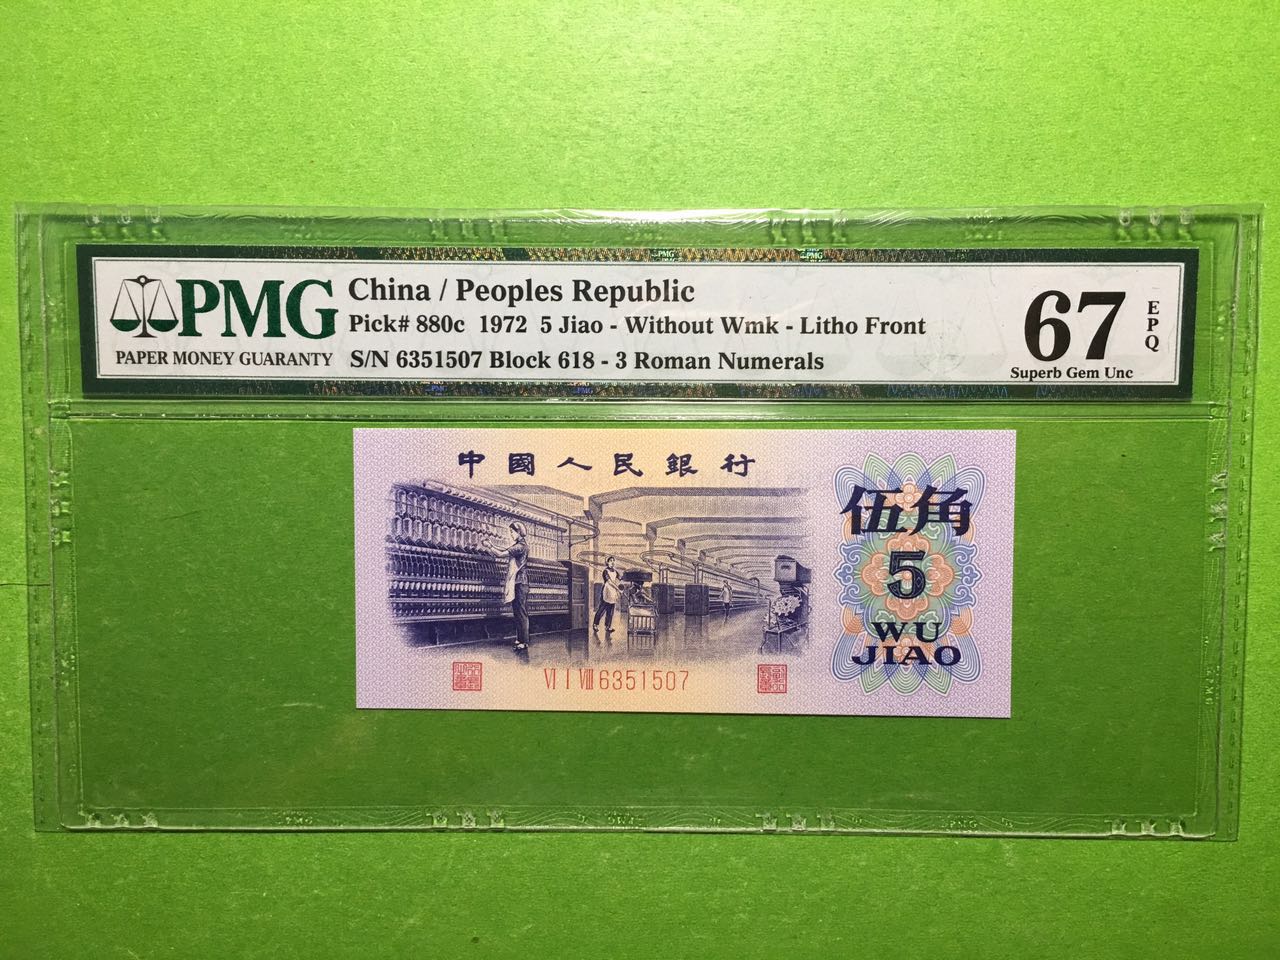 PMG
PAPER MONEY GUARANTY
China / Peoples Republic
Pick# 880c 1972 5 Jiao - Without Wmk - Litho Front
S/N 6351507 Block 618 - 3 Roman Numerals
67
EPQ
Superb Gem Unc
中國人民銀行
伍角
5
WU
JIAO
VI I VIII 6351507